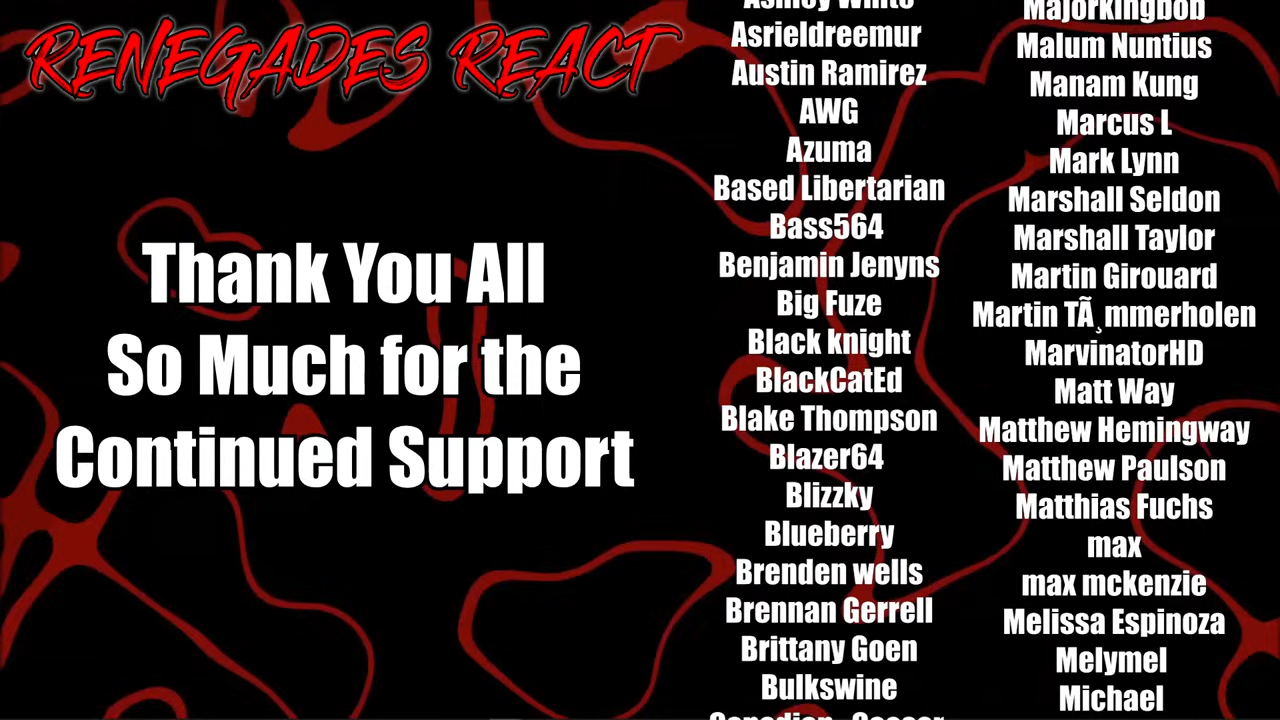 RENEGADES REACT
Thank You All
So Much for the
Continued Support
Ashley White
Asrieldreemur
Austin Ramirez
AWG
Azuma
Based Libertarian
Bass564
Benjamin Jenyns
Big Fuze
Black knight
BlackCatEd
Blake Thompson
Blazer64
Blizzky
Blueberry
Brenden wells
Brennan Gerrell
Brittany Goen
Bulkswine
Majorkingbob
Malum Nuntius
Manam Kung
Marcus L
Mark Lynn
Marshall Seldon
Marshall Taylor
Martin Girouard
Martin TÃ¸mmerholen
MarvinatorHD
Matt Way
Matthew Hemingway
Matthew Paulson
Matthias Fuchs
max
max mckenzie
Melissa Espinoza
Melymel
Michael